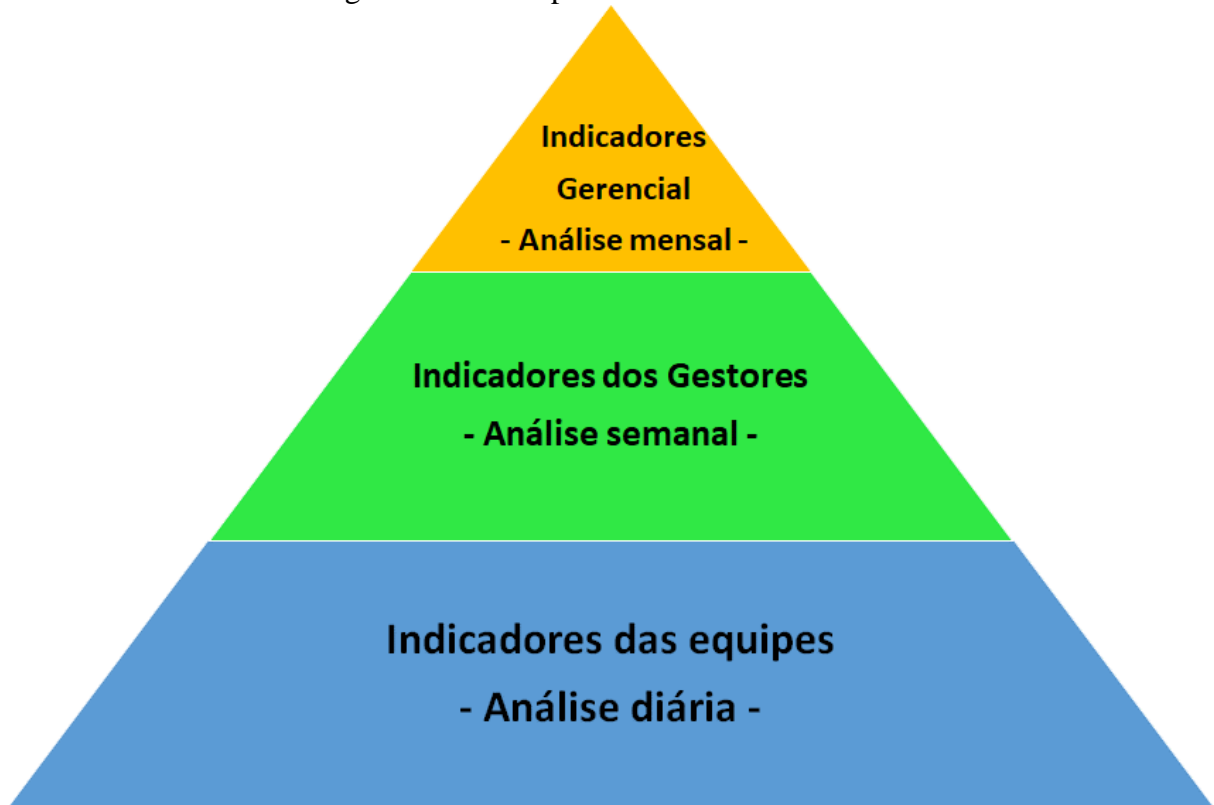 Indicadores
Gerencial
- Análise mensal -
Indicadores dos Gestores
- Análise semanal -
Indicadores das equipes
- Análise diária -